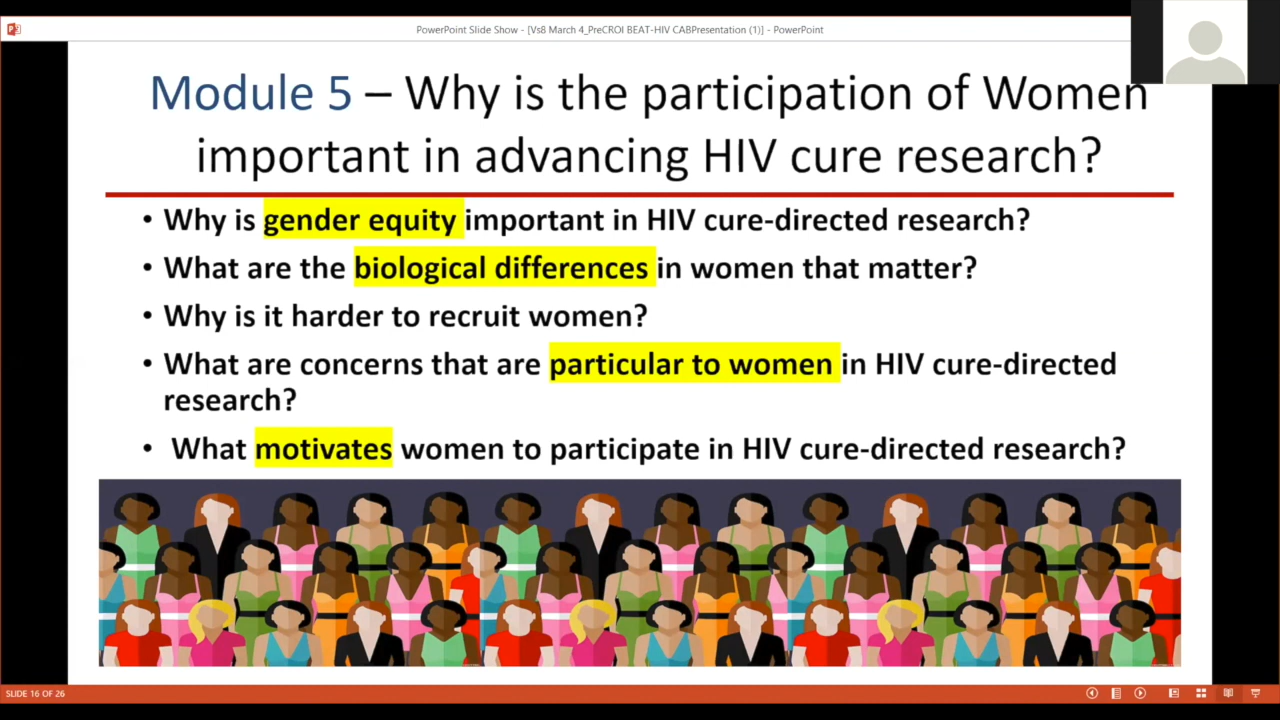 PowerPoint Slide Show - [Vs8 March 4_PreCROI BEAT-HIV CABPresentation (1)] - PowerPoint
Module 5 – Why is the participation of Women
important in advancing HIV cure research?
• Why is gender equity important in HIV cure-directed research?
• What are the biological differences in women that matter?
• Why is it harder to recruit women?
• What are concerns that are particular to women in HIV cure-directed
research?
• What motivates women to participate in HIV cure-directed research?
SLIDE 16 OF 26